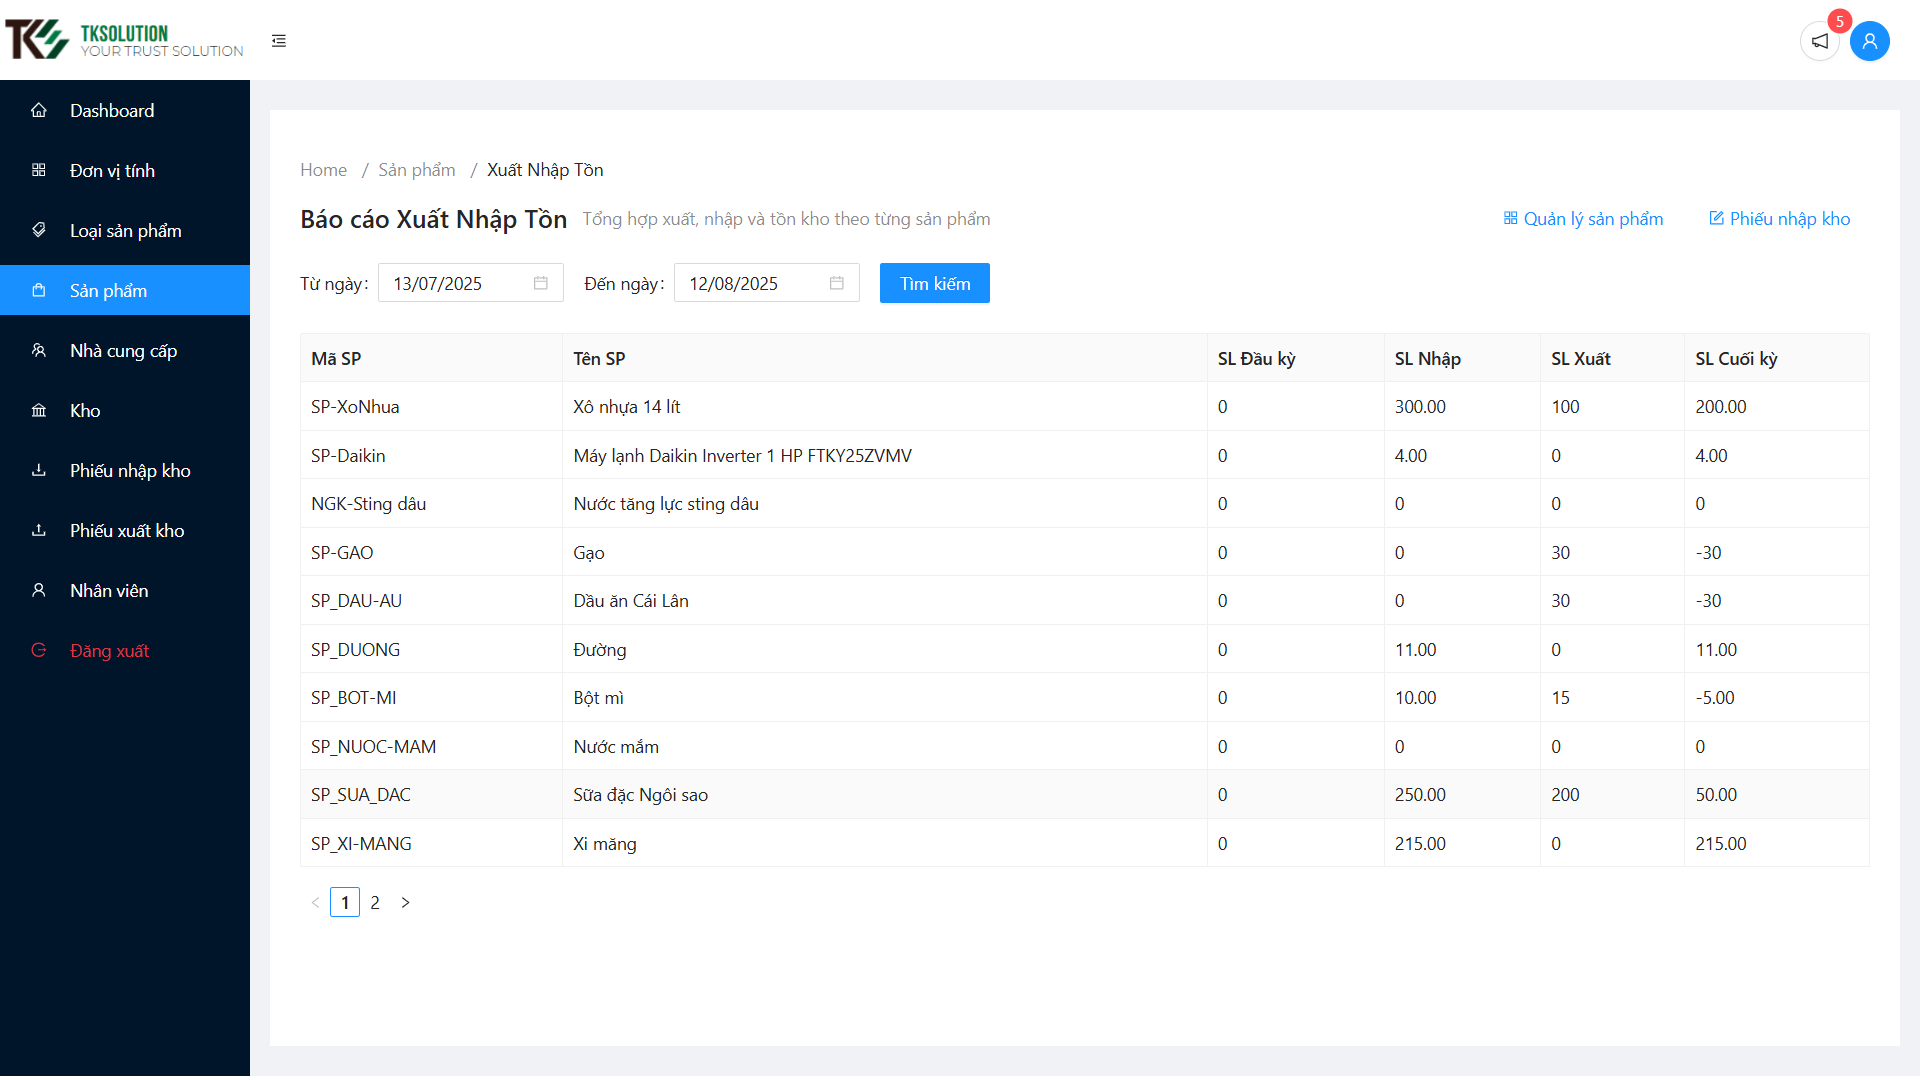 TKS TKSOLUTION
YOUR TRUST SOLUTION
5
Dashboard
Đơn vị tính
Loại sản phẩm
Sản phẩm
Nhà cung cấp
Kho
Phiếu nhập kho
Phiếu xuất kho
Nhân viên
Đăng xuất
Home / Sản phẩm / Xuất Nhập Tồn
Báo cáo Xuất Nhập Tồn Tổng hợp xuất, nhập và tồn kho theo từng sản phẩm Quản lý sản phẩm Phiếu nhập kho
Từ ngày: 13/07/2025 Đến ngày: 12/08/2025 Tìm kiếm
Mã SP Tên SP SL Đầu kỳ SL Nhập SL Xuất SL Cuối kỳ
SP-XoNhua Xô nhựa 14 lít 0 300.00 100 200.00
SP-Daikin Máy lạnh Daikin Inverter 1 HP FTKY25ZVMV 0 4.00 0 4.00
NGK-Sting dâu Nước tăng lực sting dâu 0 0 0 0
SP-GAO Gạo 0 0 30 -30
SP_DAU-AU Dầu ăn Cái Lân 0 0 30 -30
SP_DUONG Đường 0 11.00 0 11.00
SP_BOT-MI Bột mì 0 10.00 15 -5.00
SP_NUOC-MAM Nước mắm 0 0 0 0
SP_SUA_DAC Sữa đặc Ngôi sao 0 250.00 200 50.00
SP_XI-MANG Xi măng 0 215.00 0 215.00
< 1 2 >